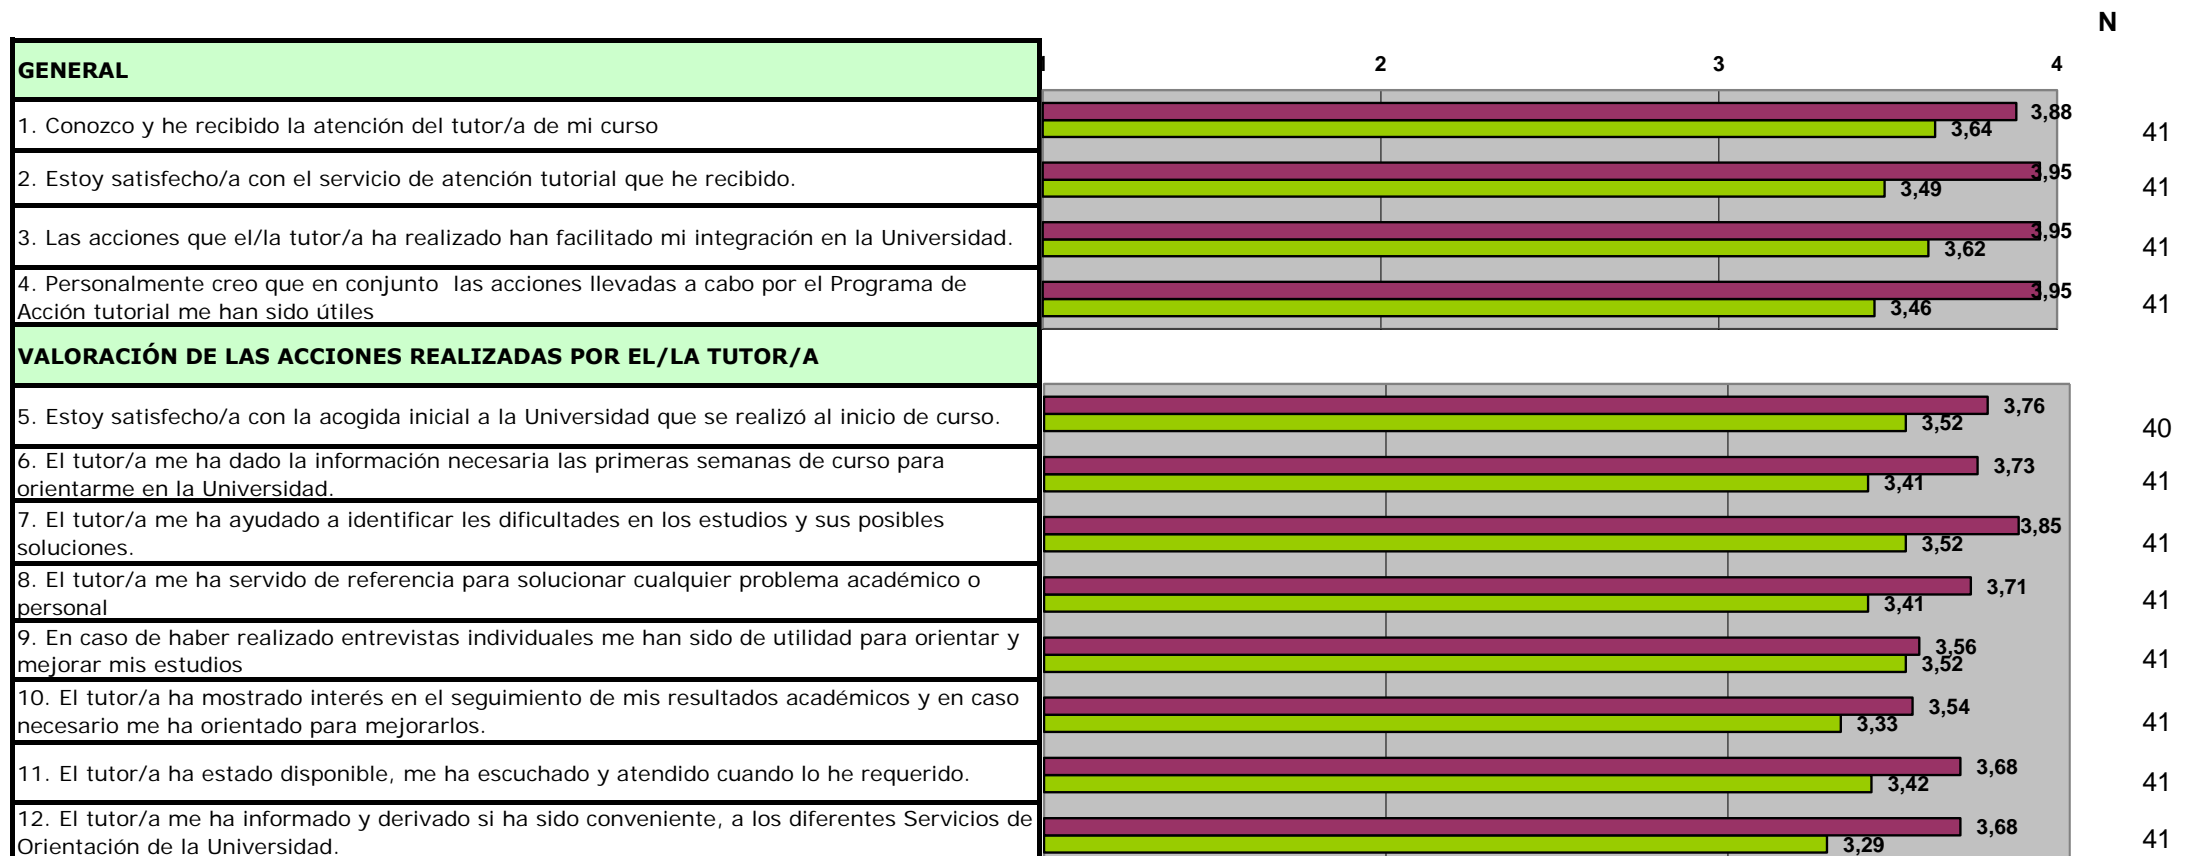 N
GENERAL
2 3 4
1. Conozco y he recibido la atención del tutor/a de mi curso
3,88
3,64
41
2. Estoy satisfecho/a con el servicio de atención tutorial que he recibido.
3,95
3,49
41
3. Las acciones que el/la tutor/a ha realizado han facilitado mi integración en la Universidad.
3,95
3,62
41
4. Personalmente creo que en conjunto las acciones llevadas a cabo por el Programa de
Acción tutorial me han sido útiles
3,95
3,46
41
VALORACIÓN DE LAS ACCIONES REALIZADAS POR EL/LA TUTOR/A
5. Estoy satisfecho/a con la acogida inicial a la Universidad que se realizó al inicio de curso.
3,76
3,52
40
6. El tutor/a me ha dado la información necesaria las primeras semanas de curso para
orientarme en la Universidad.
3,73
3,41
41
7. El tutor/a me ha ayudado a identificar les dificultades en los estudios y sus posibles
soluciones.
3,85
3,52
41
8. El tutor/a me ha servido de referencia para solucionar cualquier problema académico o
personal
3,71
3,41
41
9. En caso de haber realizado entrevistas individuales me han sido de utilidad para orientar y
mejorar mis estudios
3,56
3,52
41
10. El tutor/a ha mostrado interés en el seguimiento de mis resultados académicos y en caso
necesario me ha orientado para mejorarlos.
3,54
3,33
41
11. El tutor/a ha estado disponible, me ha escuchado y atendido cuando lo he requerido.
3,68
3,42
41
12. El tutor/a me ha informado y derivado si ha sido conveniente, a los diferentes Servicios de
Orientación de la Universidad.
3,68
3,29
41